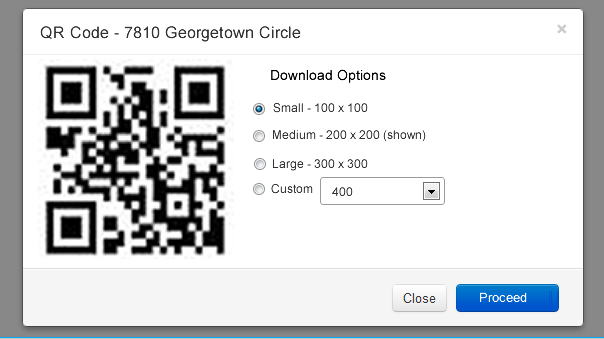 QR Code - 7810 Georgetown Circle ×
Download Options
Small - 100 x 100
Medium - 200 x 200 (shown)
Large - 300 x 300
Custom 400
Close Proceed